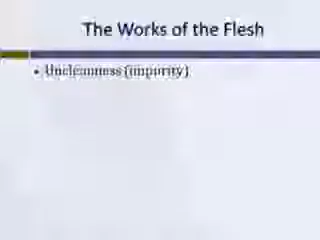 The Works of the Flesh
• Uncleanness (impurity)